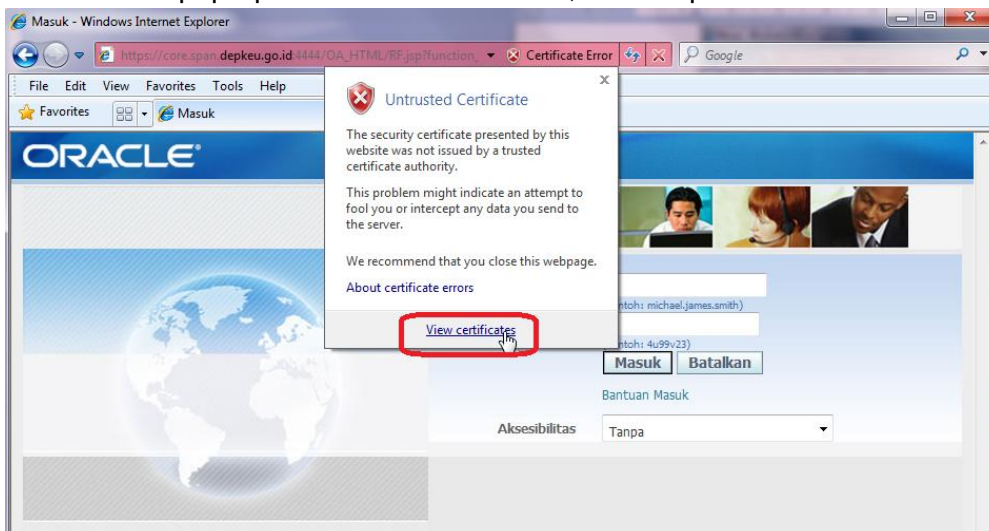 Masuk - Windows Internet Explorer
https://core.span.depkeu.go.id:4444/OA_HTML/RF.jsp?function_
Certificate Error
Google
File Edit View Favorites Tools Help
Favorites
Masuk
ORACLE
Untrusted Certificate
The security certificate presented by this
website was not issued by a trusted
certificate authority.
This problem might indicate an attempt to
fool you or intercept any data you send to
the server.
We recommend that you close this webpage.
About certificate errors
View certificates
ntoh: michael.james.smith)
ntoh: 4u99v23)
Masuk Batalkan
Bantuan Masuk
Aksesibilitas Tanpa